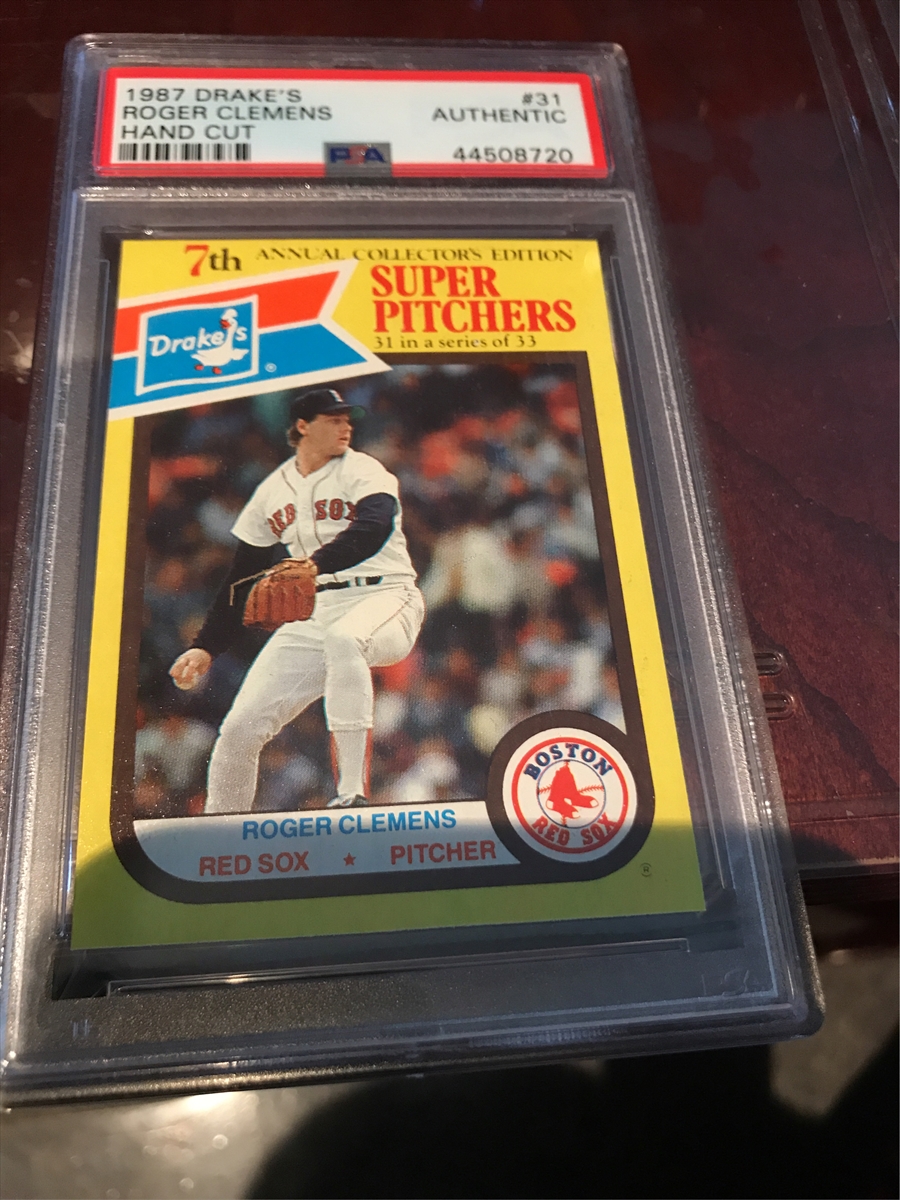 1987 DRAKE'S #31
ROGER CLEMENS AUTHENTIC
HAND CUT
PSA 44508720
7th ANNUAL COLLECTOR'S EDITION
SUPER
PITCHERS
31 in a series of 33
Drake's ®
RED SOX
ROGER CLEMENS
RED SOX ★ PITCHER
BOSTON
RED SOX
®
PSA